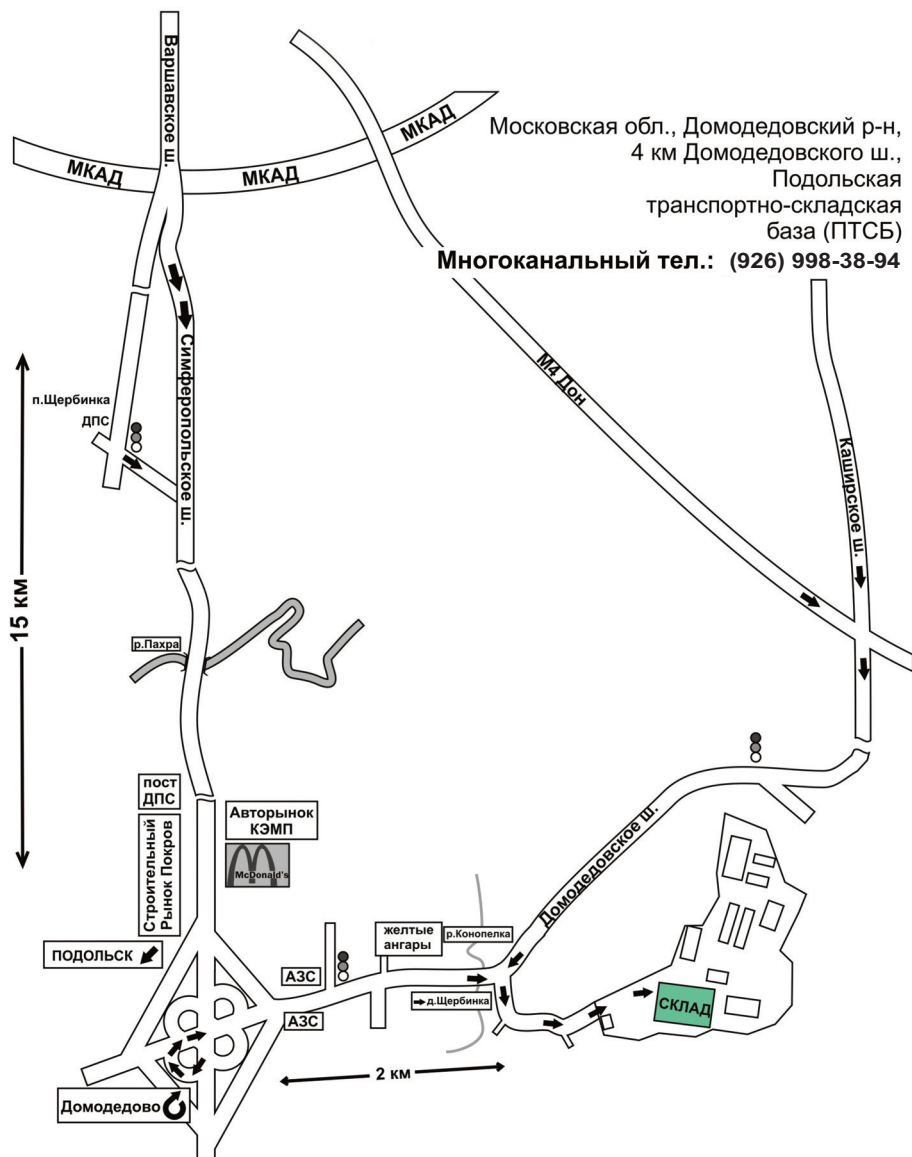 Варшавское ш.
МКАД
МКАД
МКАД
Московская обл., Домодедовский р-н,
4 км Домодедовского ш.,
Подольская
транспортно-складская
база (ПТСБ)
Многоканальный тел.: (926) 998-38-94
Симферопольское ш.
М4 Дон
Каширское ш.
п.Щербинка
ДПС
15 км
р.Пахра
пост
ДПС
Авторынок
КЭМП
McDonald's
Строительный
Рынок Покров
Домодедовское ш.
ПОДОЛЬСК
АЗС
желтые
ангары
р.Конопелка
АЗС
д.Щербинка
СКЛАД
2 км
Домодедово